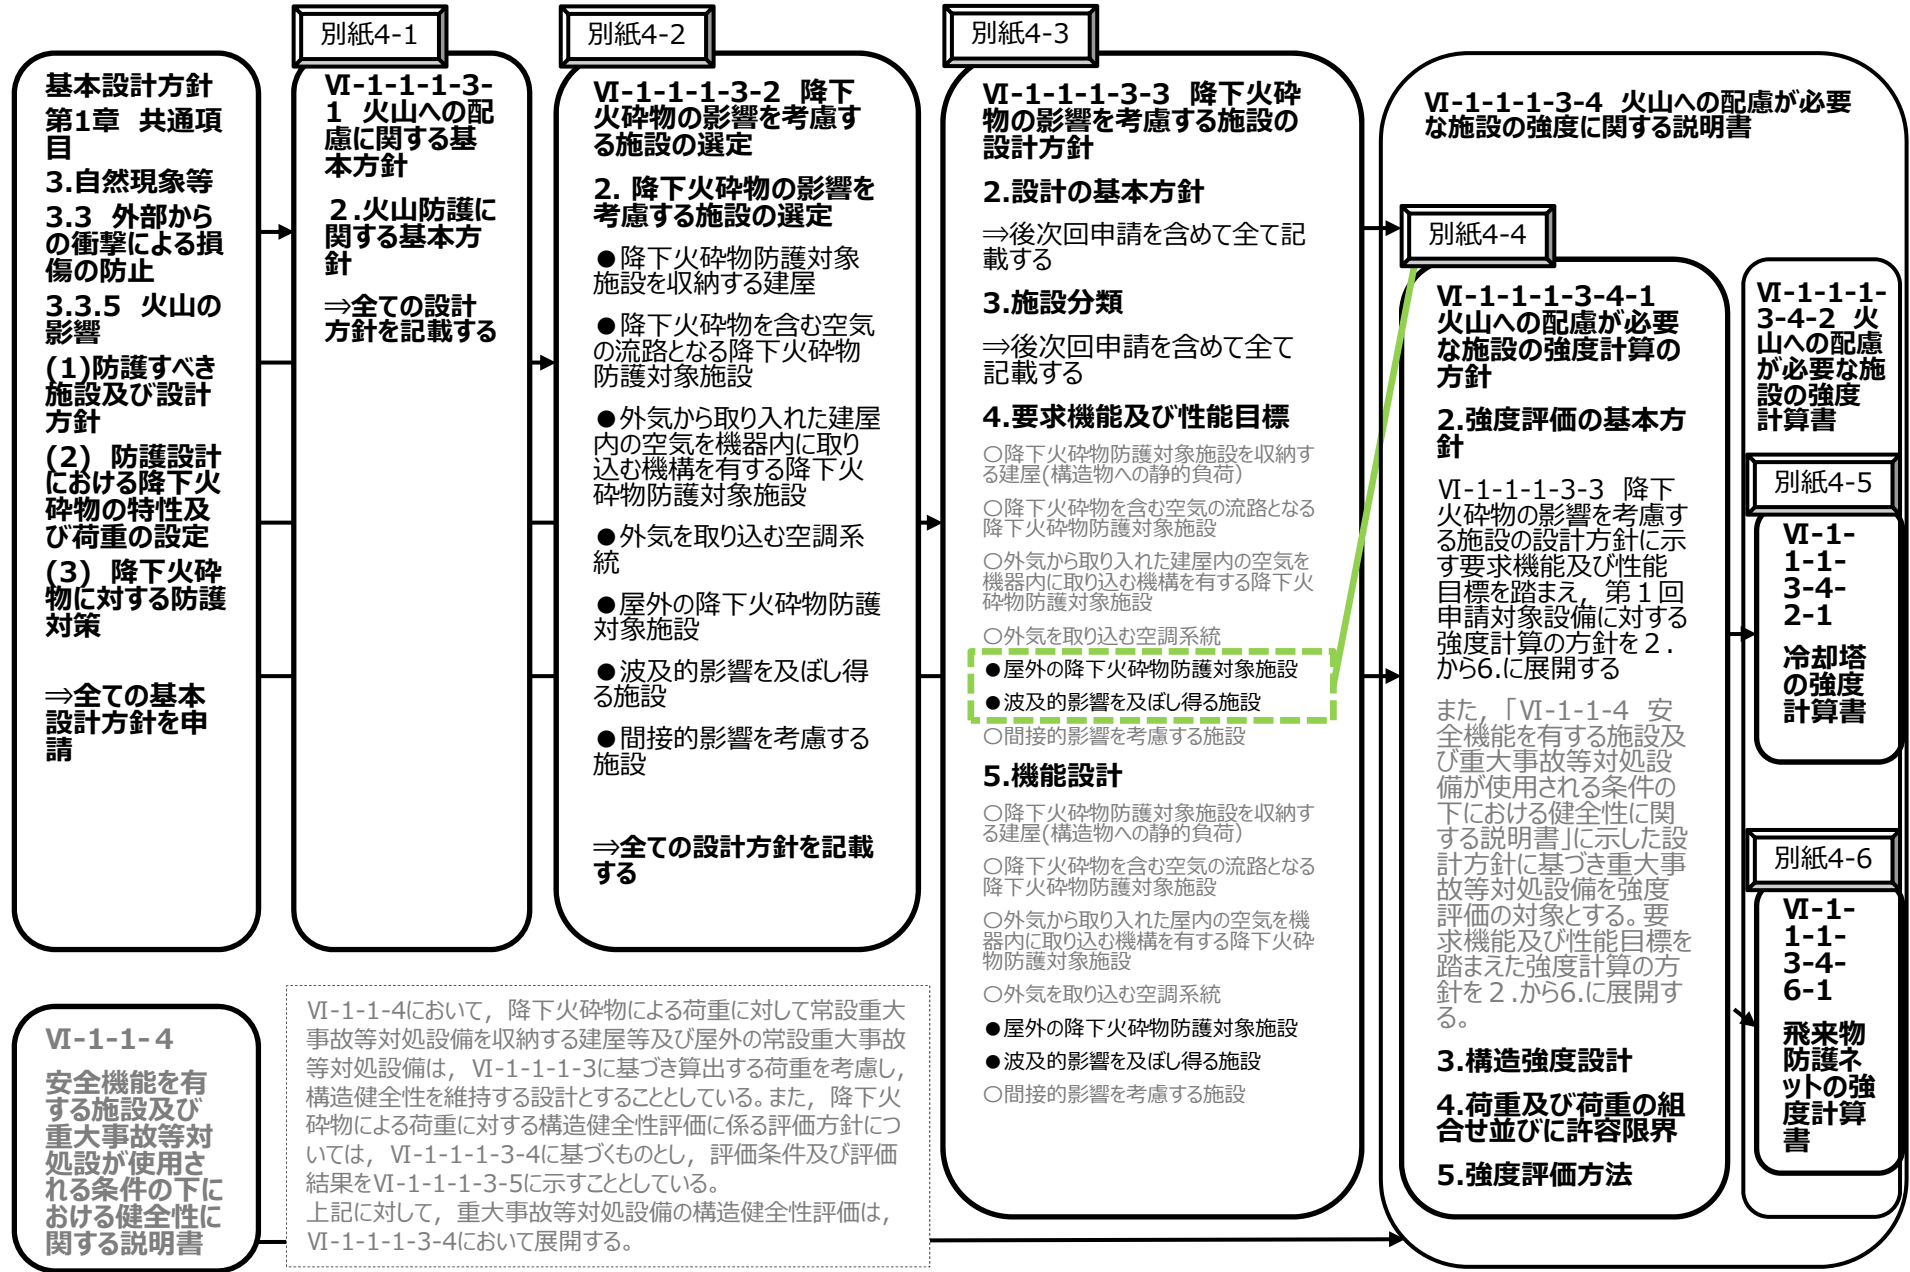 別紙4-1
別紙4-2
別紙4-3
基本設計方針
第1章 共通項
目
3.自然現象等
3.3 外部から
の衝撃による損
傷の防止
3.3.5 火山の
影響
(1)防護すべき
施設及び設計
方針
(2) 防護設計
における降下火
砕物の特性及
び荷重の設定
(3) 降下火砕
物に対する防護
対策
⇒全ての基本
設計方針を申
請
Ⅵ-1-1-1-3-
1 火山への配
慮に関する基
本方針
２.火山防護に
関する基本方
針
⇒全ての設計
方針を記載する
Ⅵ-1-1-1-3-2 降下
火砕物の影響を考慮す
る施設の選定
2. 降下火砕物の影響を
考慮する施設の選定
●降下火砕物防護対象
施設を収納する建屋
●降下火砕物を含む空気
の流路となる降下火砕物
防護対象施設
●外気から取り入れた建屋
内の空気を機器内に取り
込む機構を有する降下火
砕物防護対象施設
●外気を取り込む空調系
統
●屋外の降下火砕物防護
対象施設
●波及的影響を及ぼし得
る施設
●間接的影響を考慮する
施設
⇒全ての設計方針を記載
する
Ⅵ-1-1-1-3-3 降下火砕
物の影響を考慮する施設の
設計方針
2.設計の基本方針
⇒後次回申請を含めて全て記
載する
3.施設分類
⇒後次回申請を含めて全て
記載する
4.要求機能及び性能目標
○降下火砕物防護対象施設を収納す
る建屋(構造物への静的負荷)
○降下火砕物を含む空気の流路となる
降下火砕物防護対象施設
○外気から取り入れた建屋内の空気を
機器内に取り込む機構を有する降下火
砕物防護対象施設
○外気を取り込む空調系統
●屋外の降下火砕物防護対象施設
●波及的影響を及ぼし得る施設
○間接的影響を考慮する施設
5.機能設計
○降下火砕物防護対象施設を収納す
る建屋(構造物への静的負荷)
○降下火砕物を含む空気の流路となる
降下火砕物防護対象施設
○外気から取り入れた屋内の空気を機
器内に取り込む機構を有する降下火砕
物防護対象施設
○外気を取り込む空調系統
●屋外の降下火砕物防護対象施設
●波及的影響を及ぼし得る施設
○間接的影響を考慮する施設
Ⅵ-1-1-1-3-4 火山への配慮が必要
な施設の強度に関する説明書
別紙4-4
Ⅵ-1-1-1-3-4-1
火山への配慮が必要
な施設の強度計算の
方針
2.強度評価の基本方
針
Ⅵ-1-1-1-3-3 降下
火砕物の影響を考慮す
る施設の設計方針に示
す要求機能及び性能
目標を踏まえ，第１回
申請対象設備に対する
強度計算の方針を２.
から6.に展開する
また，「Ⅵ-1-1-4 安
全機能を有する施設及
び重大事故等対処設
備が使用される条件の
下における健全性に関
する説明書」に示した設
計方針に基づき重大事
故等対処設備を強度
評価の対象とする。要
求機能及び性能目標を
踏まえた強度計算の方
針を２.から6.に展開す
る。
3.構造強度設計
4.荷重及び荷重の組
合せ並びに許容限界
5.強度評価方法
Ⅵ-1-1-1-
3-4-2 火
山への配慮
が必要な施
設の強度
計算書
別紙4-5
Ⅵ-1-
1-1-
3-4-
2-1
冷却塔
の強度
計算書
別紙4-6
Ⅵ-1-
1-1-
3-4-
6-1
飛来物
防護ネ
ットの強
度計算
書
Ⅵ-1-1-４
安全機能を有
する施設及び
重大事故等対
処設が使用さ
れる条件の下に
おける健全性に
関する説明書
Ⅵ-1-1-4において，降下火砕物による荷重に対して常設重大
事故等対処設備を収納する建屋等及び屋外の常設重大事故
等対処設備は，Ⅵ-1-1-1-3に基づき算出する荷重を考慮し，
構造健全性を維持する設計とすることとしている。また，降下火
砕物による荷重に対する構造健全性評価に係る評価方針につ
いては，Ⅵ-1-1-1-3-4に基づくものとし，評価条件及び評価
結果をⅥ-1-1-1-3-5に示すこととしている。
上記に対して，重大事故等対処設備の構造健全性評価は，
Ⅵ-1-1-1-3-4において展開する。